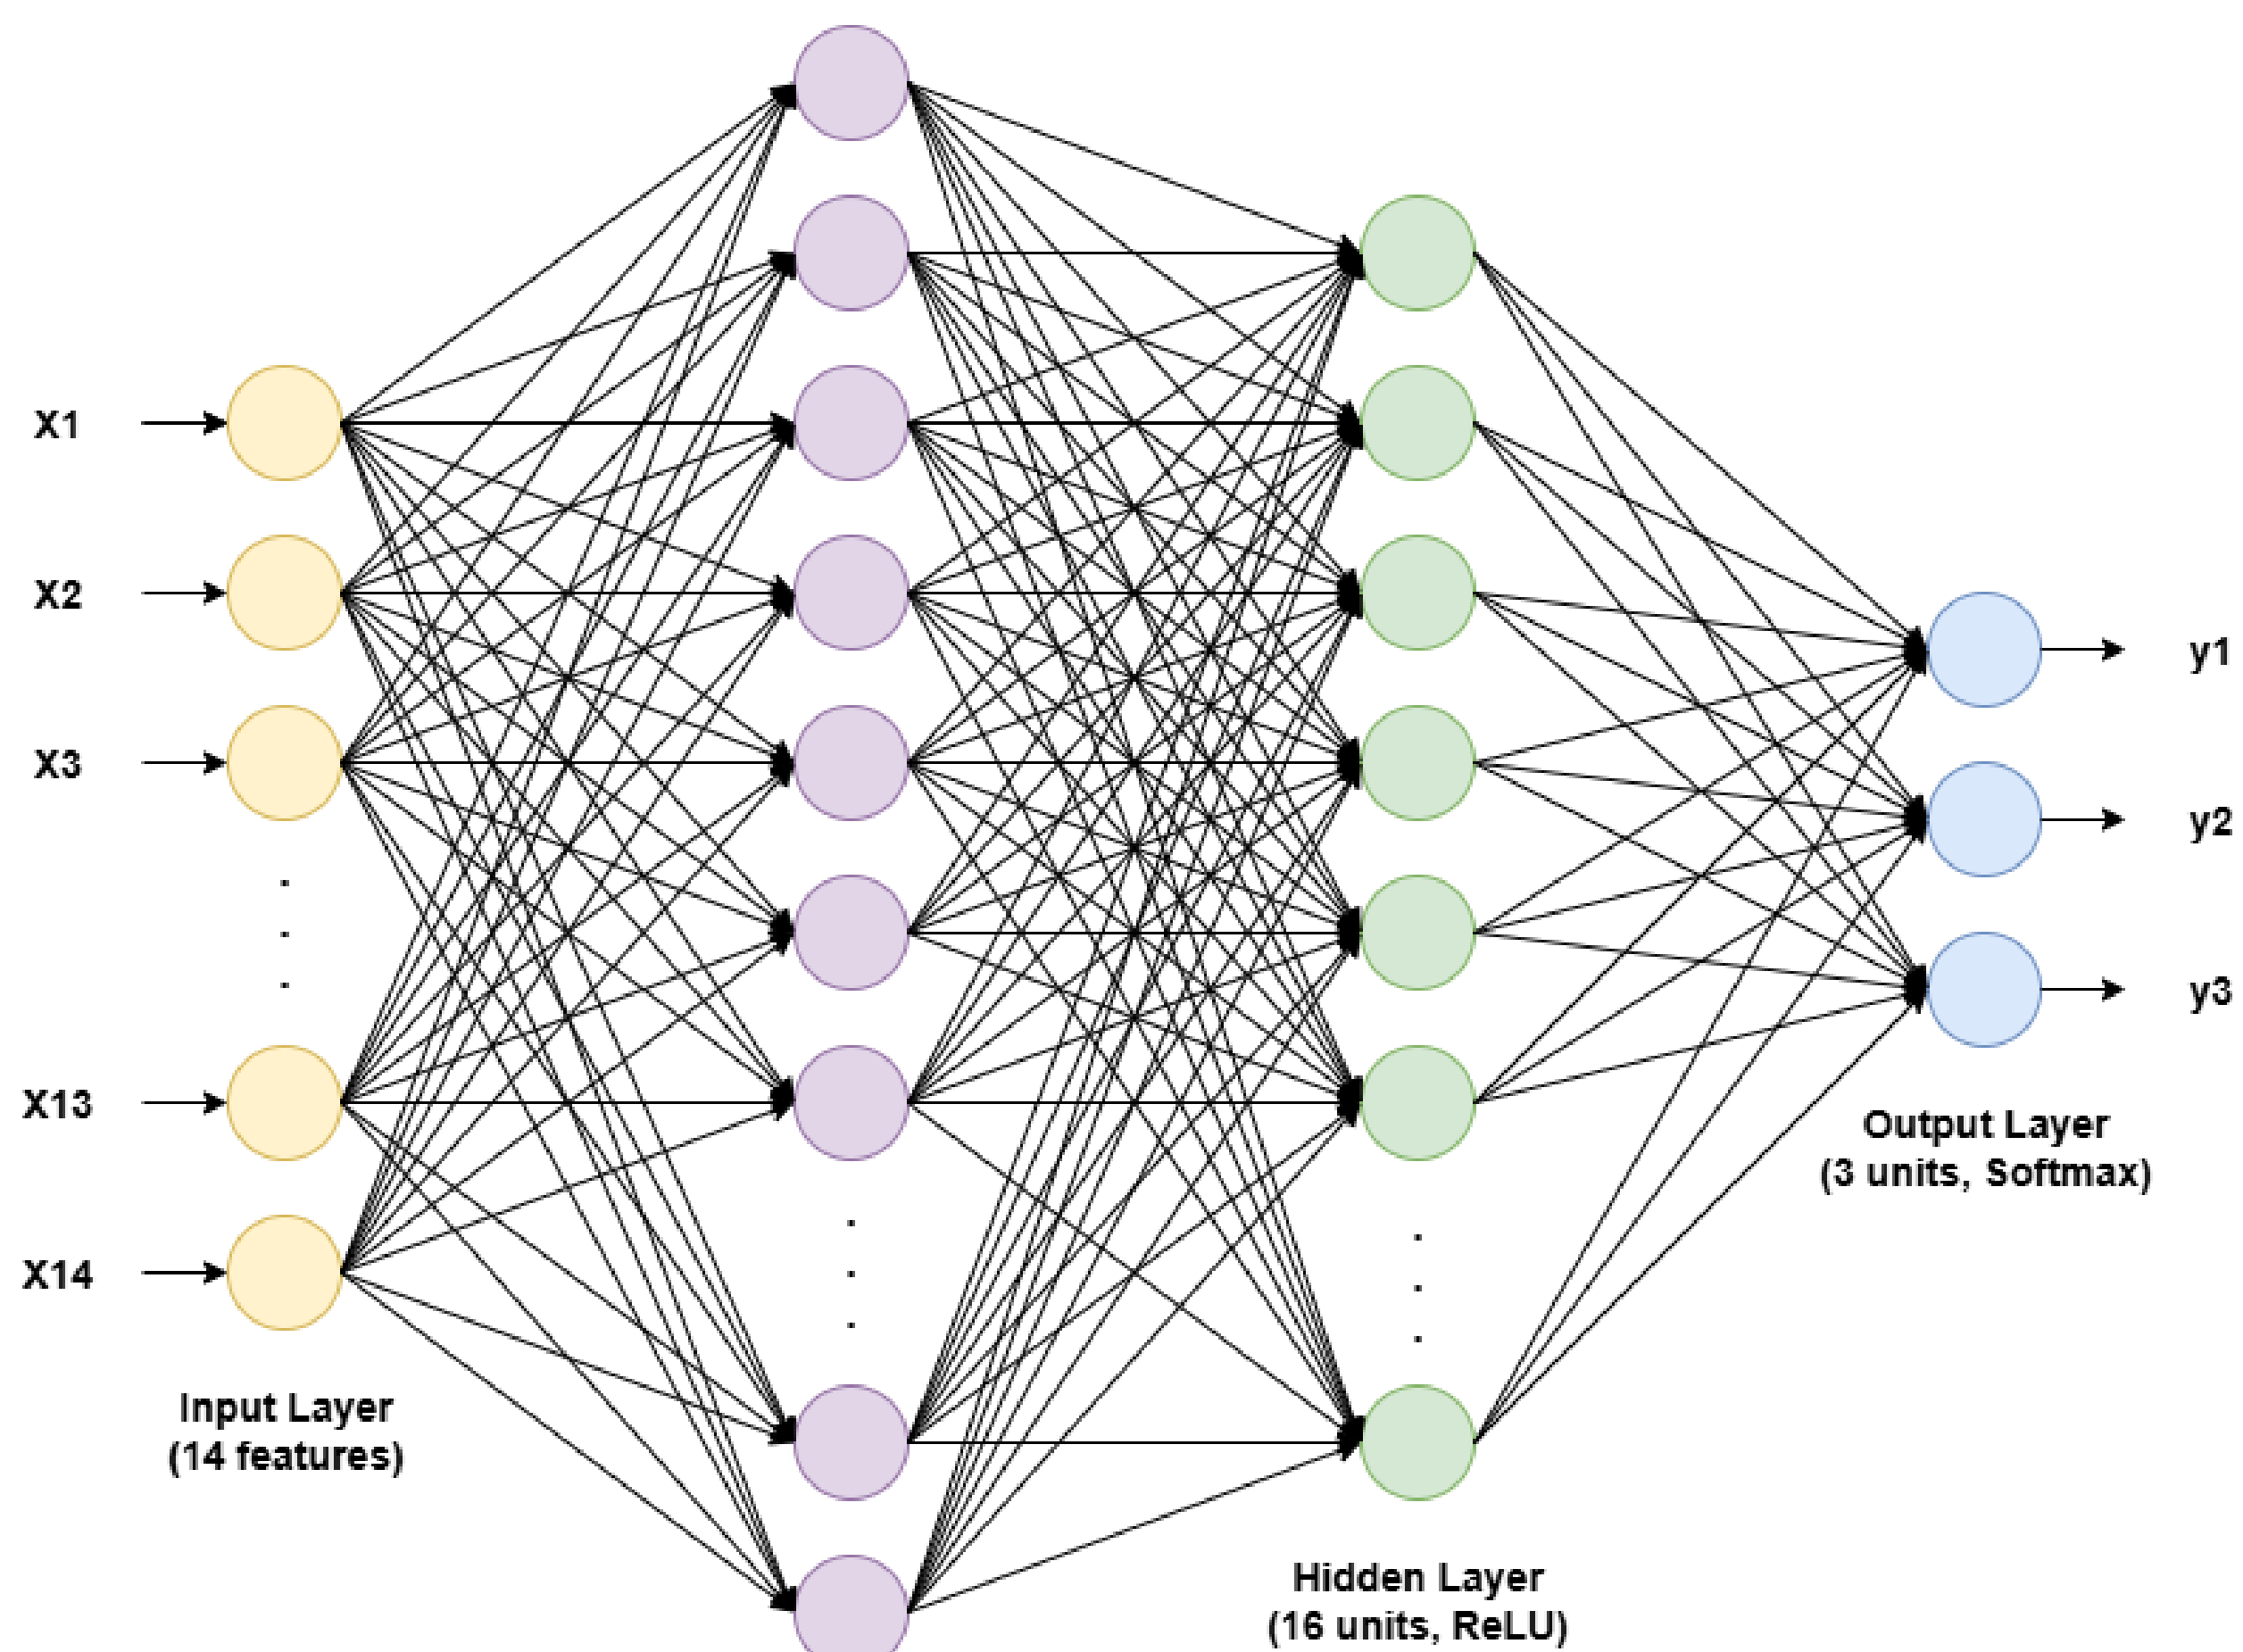 X1
X2
X3
X13
X14
Input Layer
(14 features)
Hidden Layer
(16 units, ReLU)
Output Layer
(3 units, Softmax)
y1
y2
y3